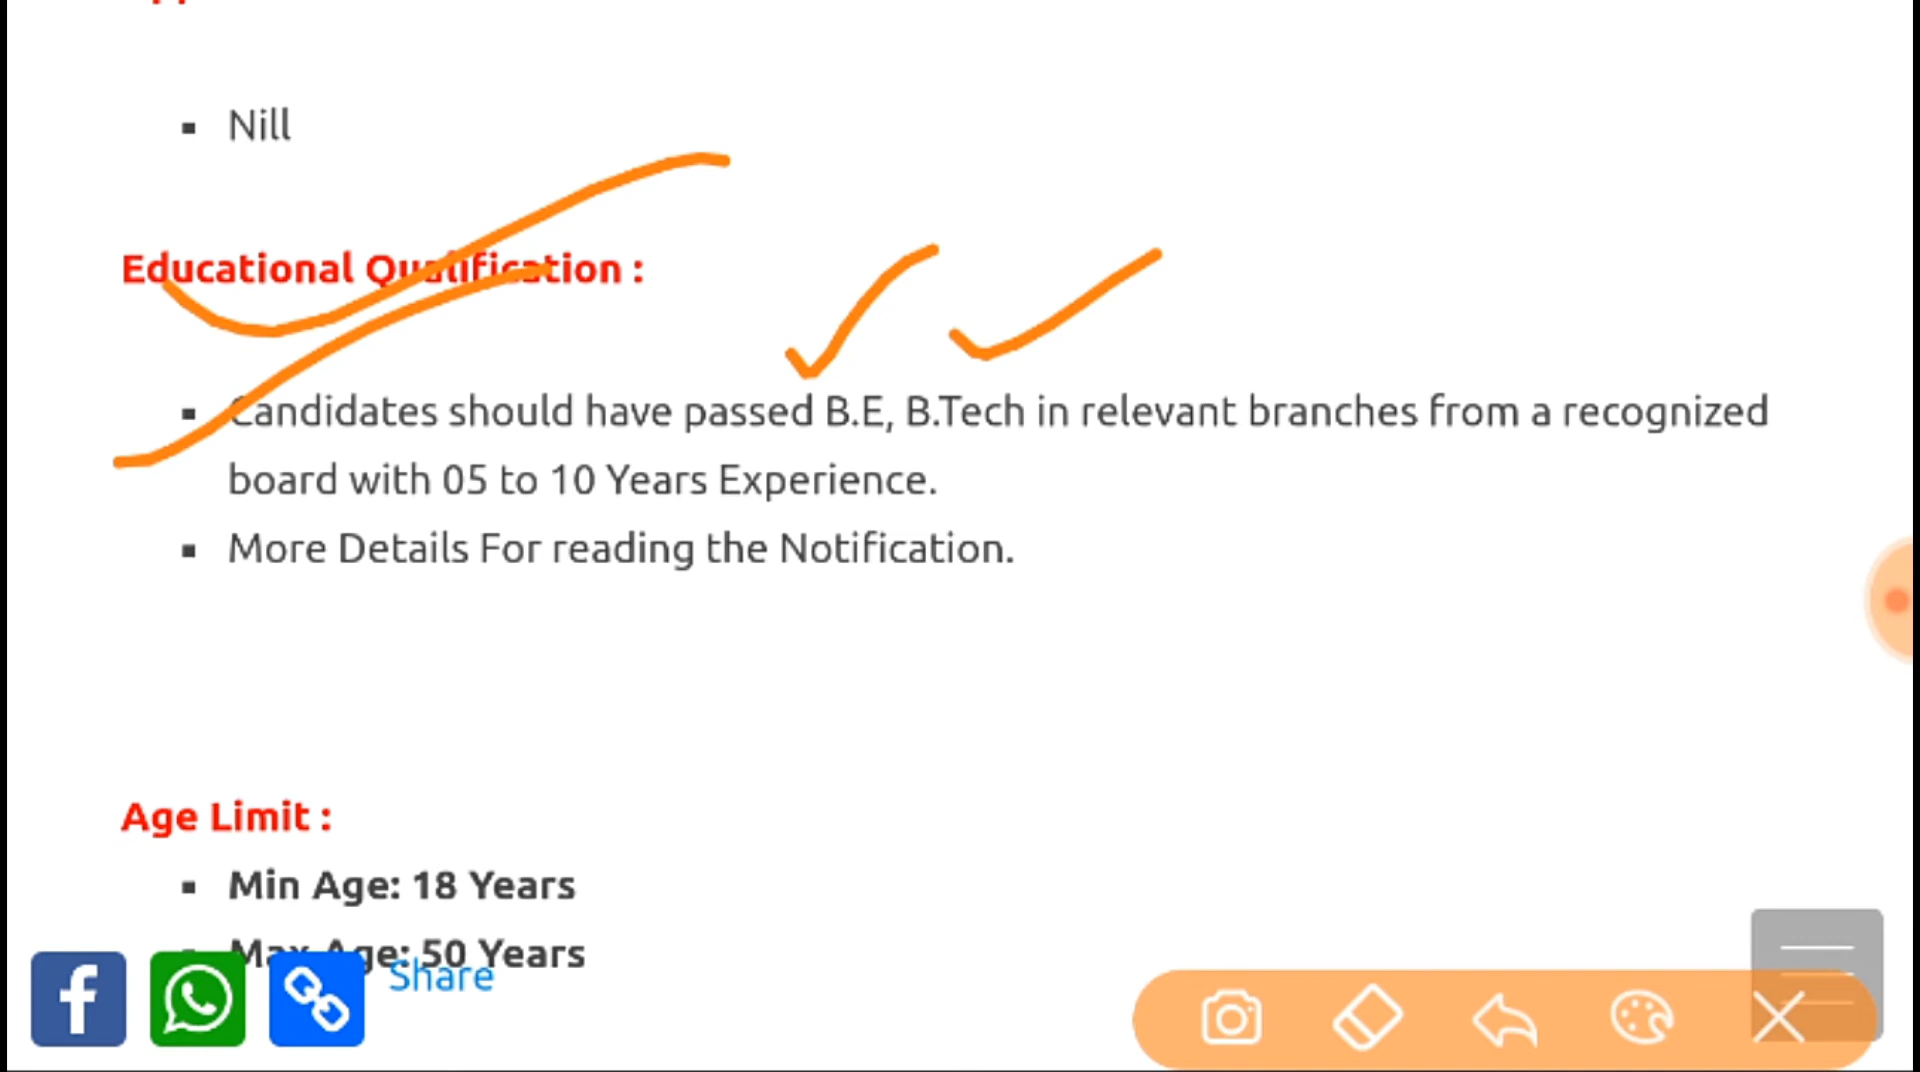 Nill
Educational Qualification :
Candidates should have passed B.E, B.Tech in relevant branches from a recognized
board with 05 to 10 Years Experience.
More Details For reading the Notification.
Age Limit :
Min Age: 18 Years
Max Age: 50 Years
Share